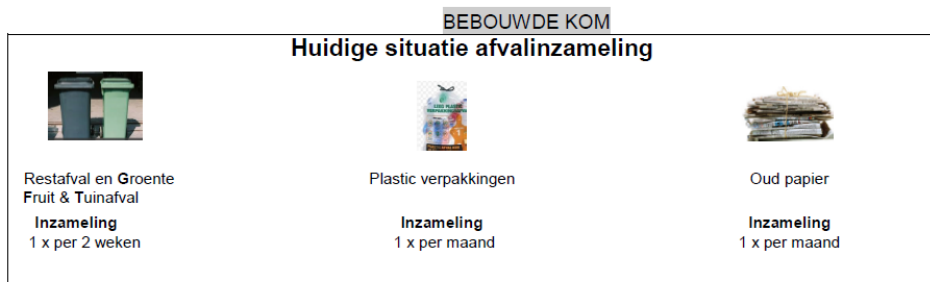 BEBOUWDE KOM
Huidige situatie afvalinzameling
Restafval en Groente
Fruit & Tuinafval
Inzameling
1 x per 2 weken
Plastic verpakkingen
Inzameling
1 x per maand
Oud papier
Inzameling
1 x per maand